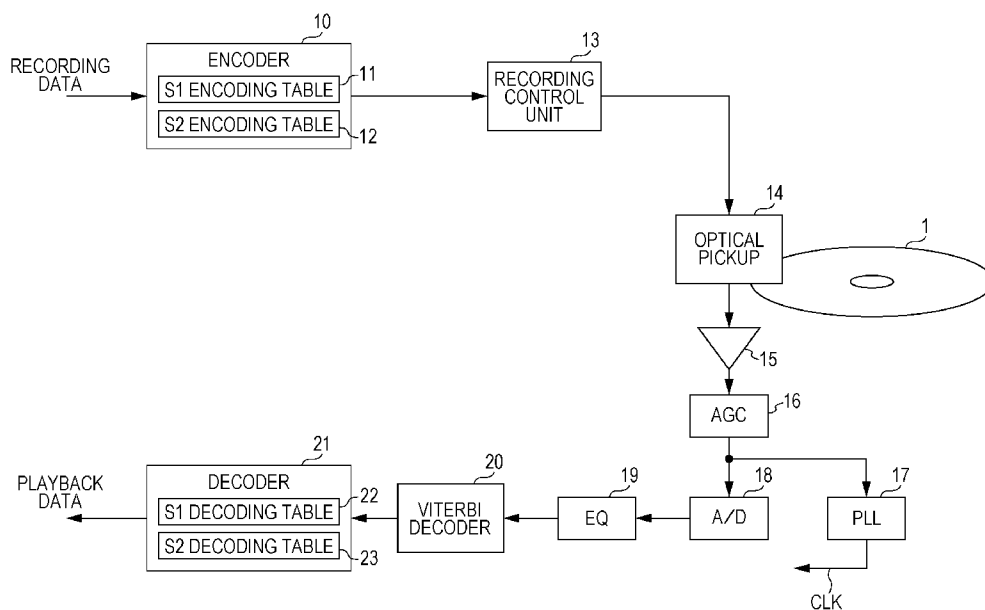 10
ENCODER
RECORDING
DATA
S1 ENCODING TABLE
11
S2 ENCODING TABLE
12
13
RECORDING
CONTROL
UNIT
14
OPTICAL
PICKUP
1
15
AGC
16
21
DECODER
PLAYBACK
DATA
S1 DECODING TABLE
22
S2 DECODING TABLE
23
20
VITERBI
DECODER
19
EQ
18
A/D
17
PLL
CLK